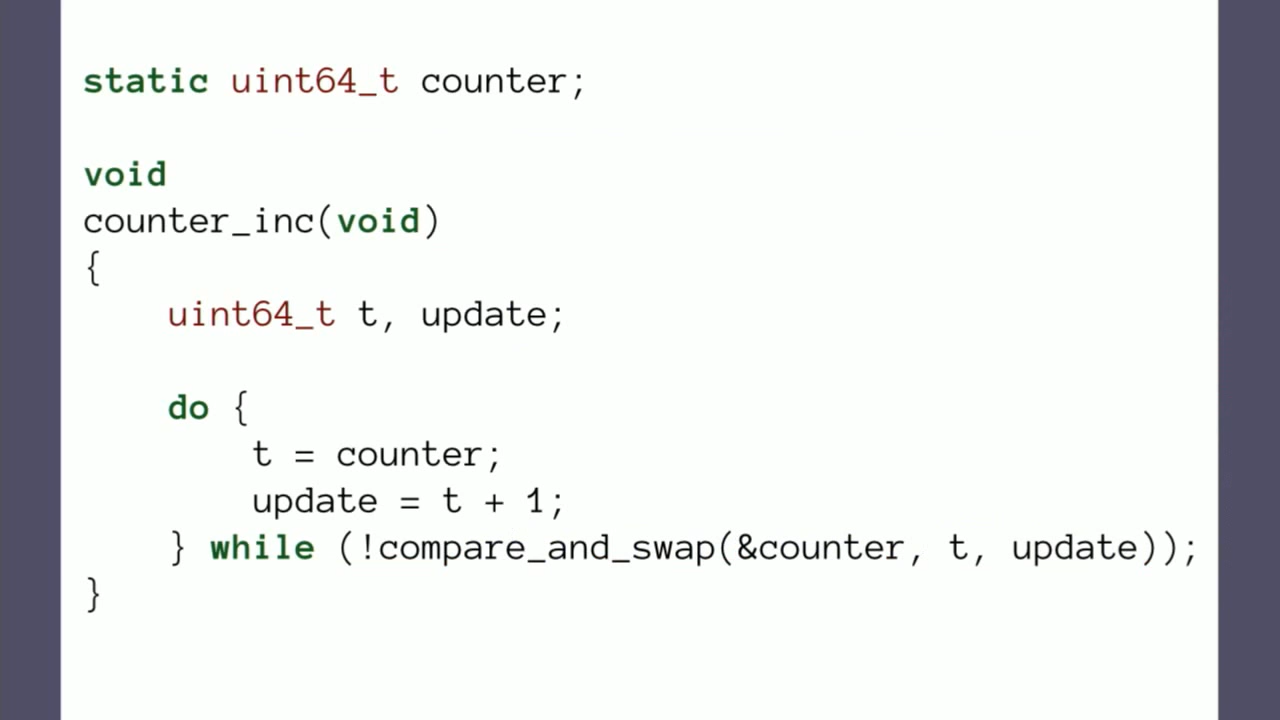 static uint64_t counter;
void
counter_inc(void)
{
uint64_t t, update;
do {
t = counter;
update = t + 1;
} while (!compare_and_swap(&counter, t, update));
}